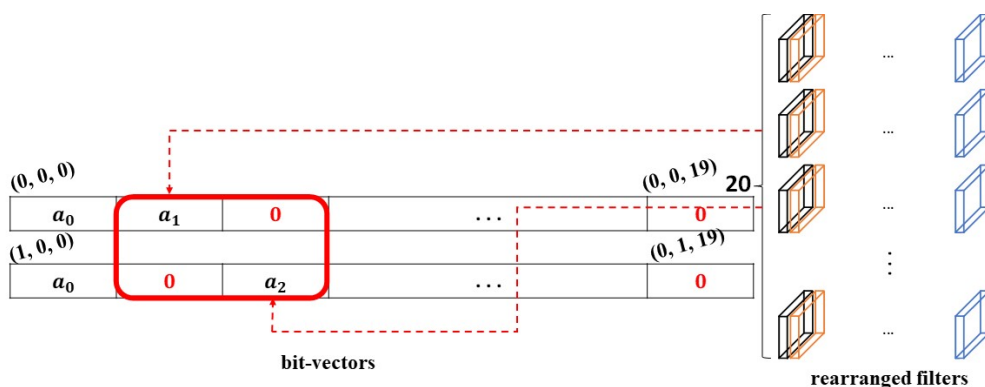 ...
...
...
(0, 0, 0)
(0, 0, 19)
20
a₀ a₁ 0 ... 0
(1, 0, 0)
(0, 1, 19)
a₀ 0 a₂ ... 0
⋮
...
bit-vectors
rearranged filters